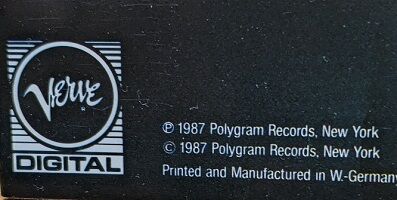 Verve
DIGITAL
℗ 1987 Polygram Records, New York
© 1987 Polygram Records, New York
Printed and Manufactured in W.-Germany